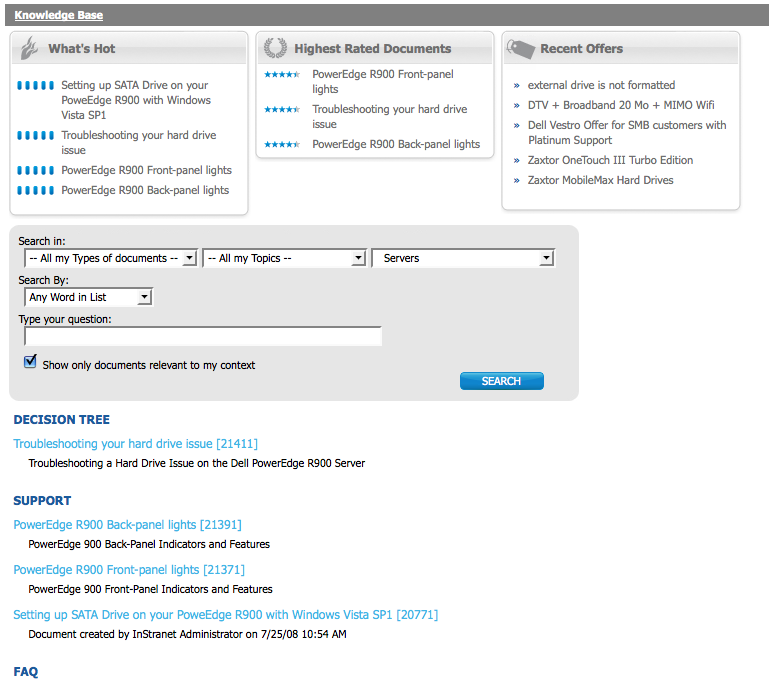 Knowledge Base
What's Hot
Setting up SATA Drive on your
PoweEdge R900 with Windows
Vista SP1
Troubleshooting your hard drive
issue
PowerEdge R900 Front-panel lights
PowerEdge R900 Back-panel lights
Highest Rated Documents
PowerEdge R900 Front-panel
lights
Troubleshooting your hard drive
issue
PowerEdge R900 Back-panel lights
Recent Offers
» external drive is not formatted
» DTV + Broadband 20 Mo + MIMO Wifi
» Dell Vestro Offer for SMB customers with
Platinum Support
» Zaxtor OneTouch III Turbo Edition
» Zaxtor MobileMax Hard Drives
Search in:
-- All my Types of documents -- -- All my Topics -- Servers
Search By:
Any Word in List
Type your question:
Show only documents relevant to my context
SEARCH
DECISION TREE
Troubleshooting your hard drive issue [21411]
Troubleshooting a Hard Drive Issue on the Dell PowerEdge R900 Server
SUPPORT
PowerEdge R900 Back-panel lights [21391]
PowerEdge 900 Back-Panel Indicators and Features
PowerEdge R900 Front-panel lights [21371]
PowerEdge 900 Front-Panel Indicators and Features
Setting up SATA Drive on your PoweEdge R900 with Windows Vista SP1 [20771]
Document created by InStranet Administrator on 7/25/08 10:54 AM
FAQ